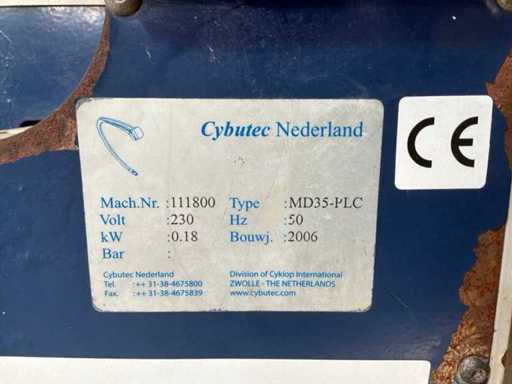 Cybutec Nederland
CE
Mach.Nr. :111800 Type :MD35-PLC
Volt :230 Hz :50
kW :0.18 Bouwj. :2006
Bar :
Cybutec Nederland Division of Cyklop International
Tel. :++ 31-38-4675800 ZWOLLE - THE NETHERLANDS
Fax. :++ 31-38-4675839 www.cybutec.com